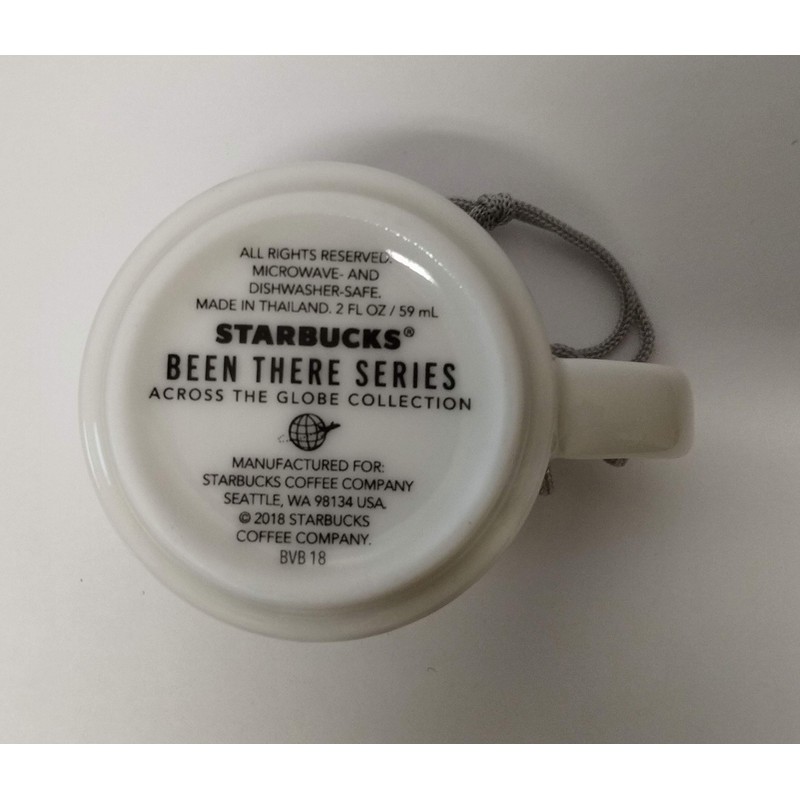 ALL RIGHTS RESERVED.
MICROWAVE- AND
DISHWASHER-SAFE.
MADE IN THAILAND. 2 FL OZ / 59 mL
STARBUCKS®
BEEN THERE SERIES
ACROSS THE GLOBE COLLECTION
MANUFACTURED FOR:
STARBUCKS COFFEE COMPANY
SEATTLE, WA 98134 USA.
© 2018 STARBUCKS
COFFEE COMPANY.
BVB 18